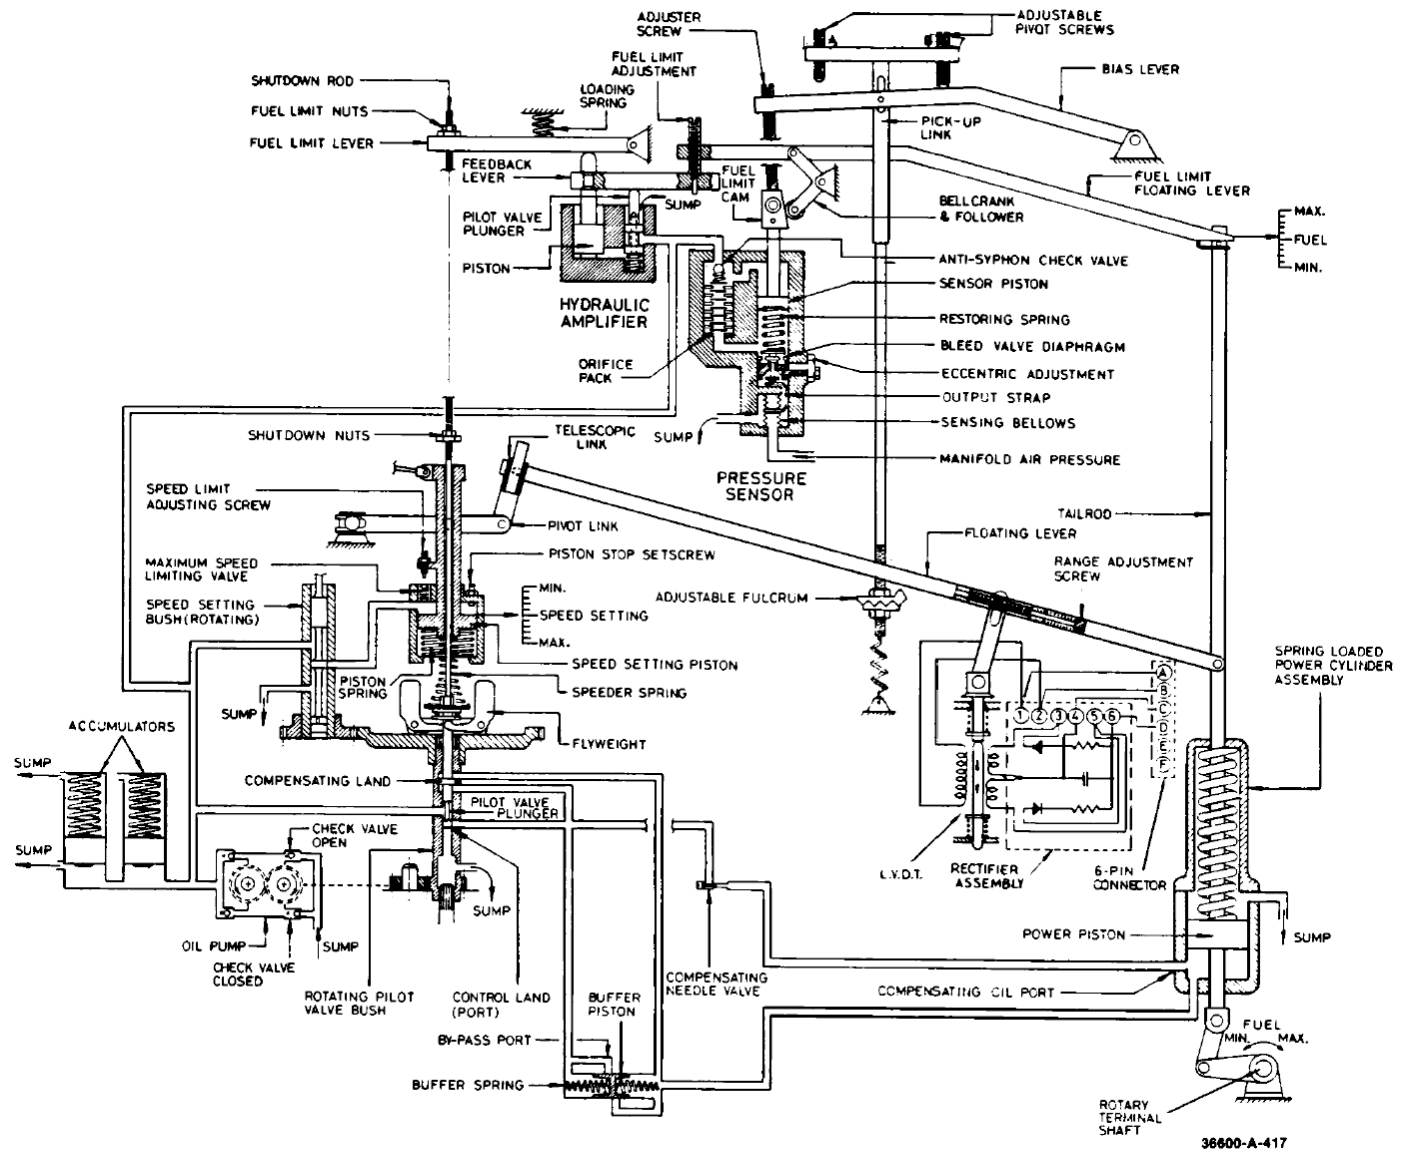 ADJUSTER
SCREW
ADJUSTABLE
PIVOT SCREWS
FUEL LIMIT
ADJUSTMENT
BIAS LEVER
SHUTDOWN ROD
LOADING
SPRING
FUEL LIMIT NUTS
PICK-UP
LINK
FUEL LIMIT LEVER
FEEDBACK
LEVER
FUEL
LIMIT
CAM
FUEL LIMIT
FLOATING LEVER
SUMP
BELLCRANK
& FOLLOWER
PILOT VALVE
PLUNGER
MAX.
FUEL
MIN.
PISTON
ANTI-SYPHON CHECK VALVE
SENSOR PISTON
HYDRAULIC
AMPLIFIER
RESTORING SPRING
BLEED VALVE DIAPHRAGM
ORIFICE
PACK
ECCENTRIC ADJUSTMENT
OUTPUT STRAP
SENSING BELLOWS
SUMP
SHUTDOWN NUTS
TELESCOPIC
LINK
MANIFOLD AIR PRESSURE
PRESSURE
SENSOR
SPEED LIMIT
ADJUSTING SCREW
TAILROD
PIVOT LINK
FLOATING LEVER
PISTON STOP SETSCREW
RANGE ADJUSTMENT
SCREW
MAXIMUM SPEED
LIMITING VALVE
MIN.
SPEED SETTING
MAX.
ADJUSTABLE FULCRUM
SPEED SETTING
BUSH (ROTATING)
SPEED SETTING PISTON
SPRING LOADED
POWER CYLINDER
ASSEMBLY
PISTON
SPRING
SPEEDER SPRING
A
B
C
D
E
F
SUMP
1 2 3 4 5 6
ACCUMULATORS
FLYWEIGHT
SUMP
COMPENSATING LAND
PILOT VALVE
PLUNGER
CHECK VALVE
OPEN
SUMP
L.V.D.T.
RECTIFIER
ASSEMBLY
6-PIN
CONNECTOR
SUMP
OIL PUMP
SUMP
CHECK VALVE
CLOSED
POWER PISTON
SUMP
ROTATING PILOT
VALVE BUSH
CONTROL LAND
(PORT)
BUFFER
PISTON
COMPENSATING
NEEDLE VALVE
COMPENSATING OIL PORT
BY-PASS PORT
FUEL
MIN. MAX.
BUFFER SPRING
ROTARY
TERMINAL
SHAFT
36600-A-417